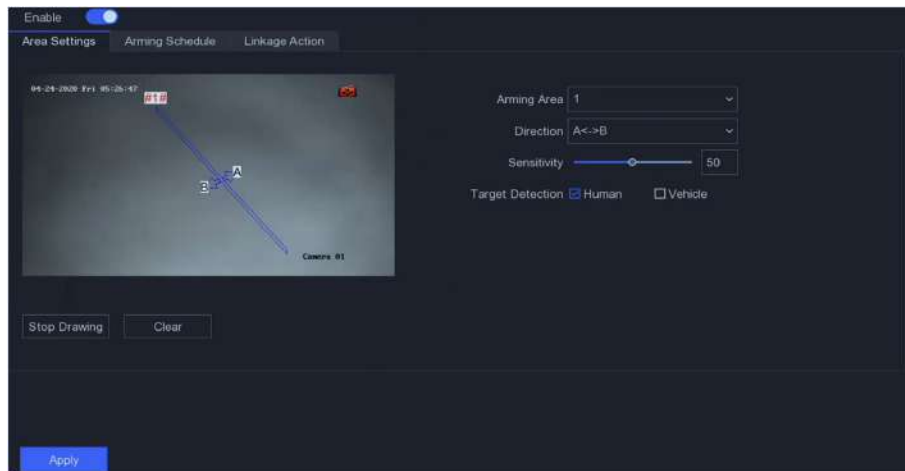 Enable
Area Settings Arming Schedule Linkage Action
04-24-2020 Fri 05:26:47
#1#
A
B
Camera 01
Arming Area 1
Direction A<->B
Sensitivity 50
Target Detection Human Vehicle
Stop Drawing Clear
Apply